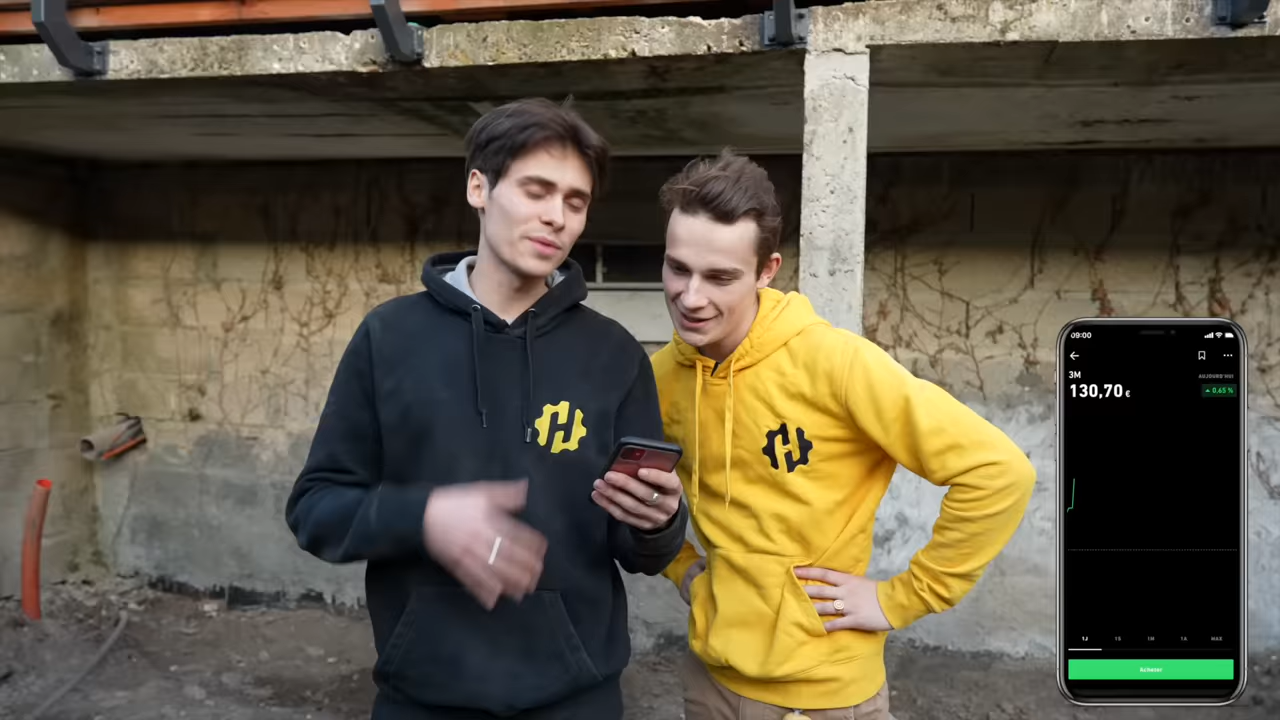 09:00
3M
AUJOURD'HUI
130,70 €
0,65 %
1J 1S 1M 1A MAX
Acheter